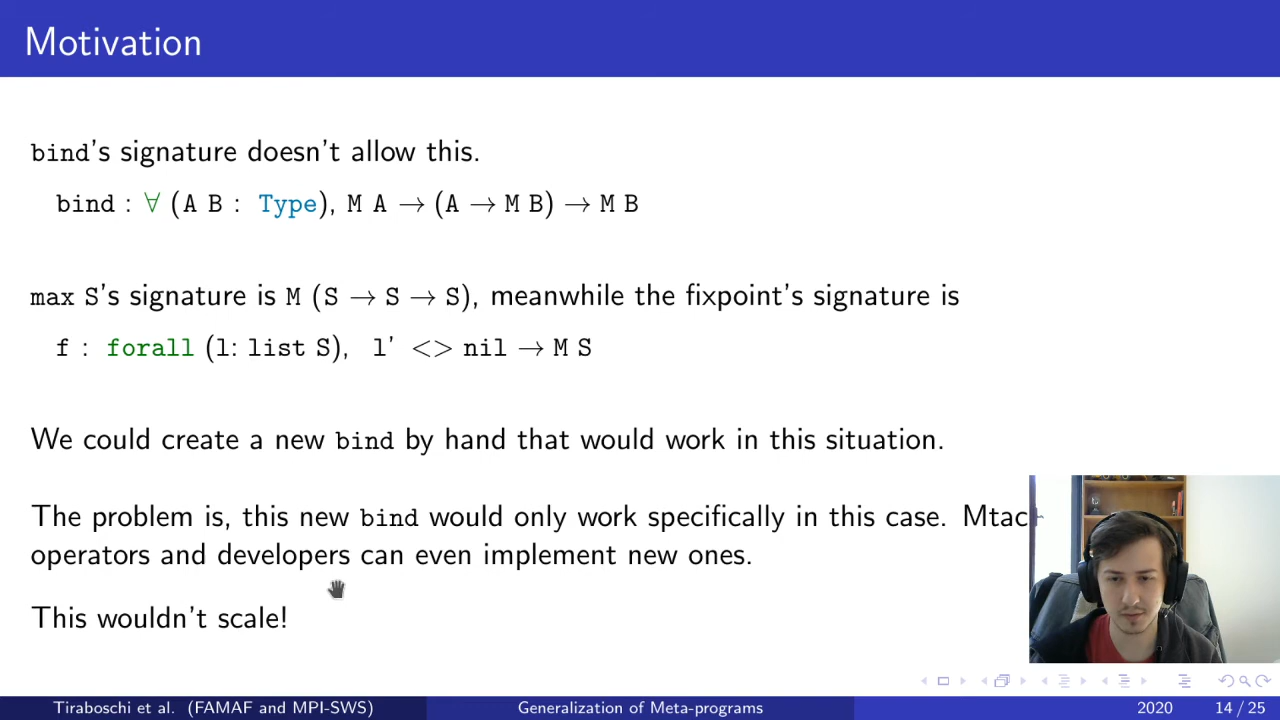 Motivation
bind's signature doesn't allow this.
bind : ∀ (A B : Type), M A → (A → M B) → M B
max S's signature is M (S → S → S), meanwhile the fixpoint's signature is
f : forall (l: list S), l' <> nil → M S
We could create a new bind by hand that would work in this situation.
The problem is, this new bind would only work specifically in this case. Mtac+
operators and developers can even implement new ones.
This wouldn't scale!
Tiraboschi et al. (FAMAF and MPI-SWS) Generalization of Meta-programs 2020 14 / 25